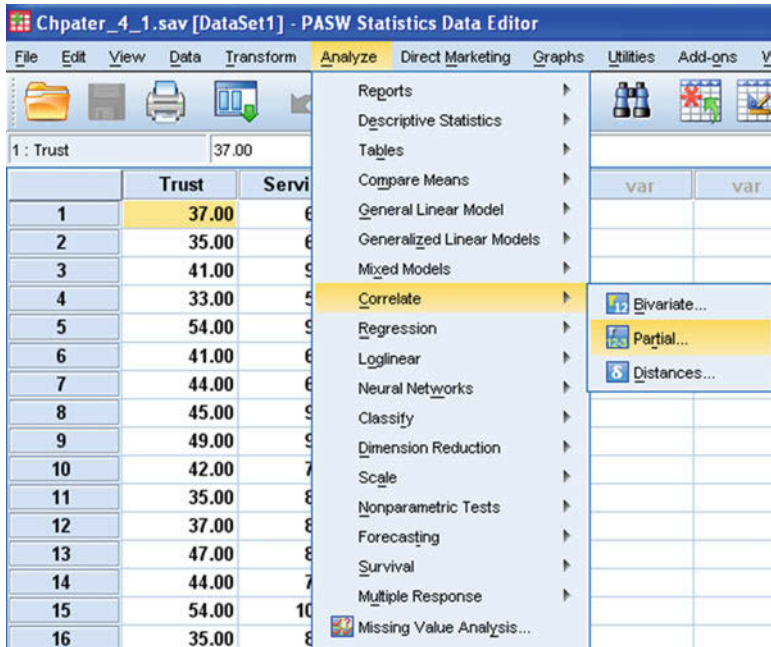 Chpater_4_1.sav [DataSet1] - PASW Statistics Data Editor
File Edit View Data Transform Analyze Direct Marketing Graphs Utilities Add-ons
1 : Trust 37.00
Trust Servi var var
1 37.00
2 35.00
3 41.00
4 33.00
5 54.00
6 41.00
7 44.00
8 45.00
9 49.00
10 42.00
11 35.00
12 37.00
13 47.00
14 44.00
15 54.00 10
16 35.00
Reports
Descriptive Statistics
Tables
Compare Means
General Linear Model
Generalized Linear Models
Mixed Models
Correlate
Regression
Loglinear
Neural Networks
Classify
Dimension Reduction
Scale
Nonparametric Tests
Forecasting
Survival
Multiple Response
Missing Value Analysis...
Bivariate...
Partial...
Distances...